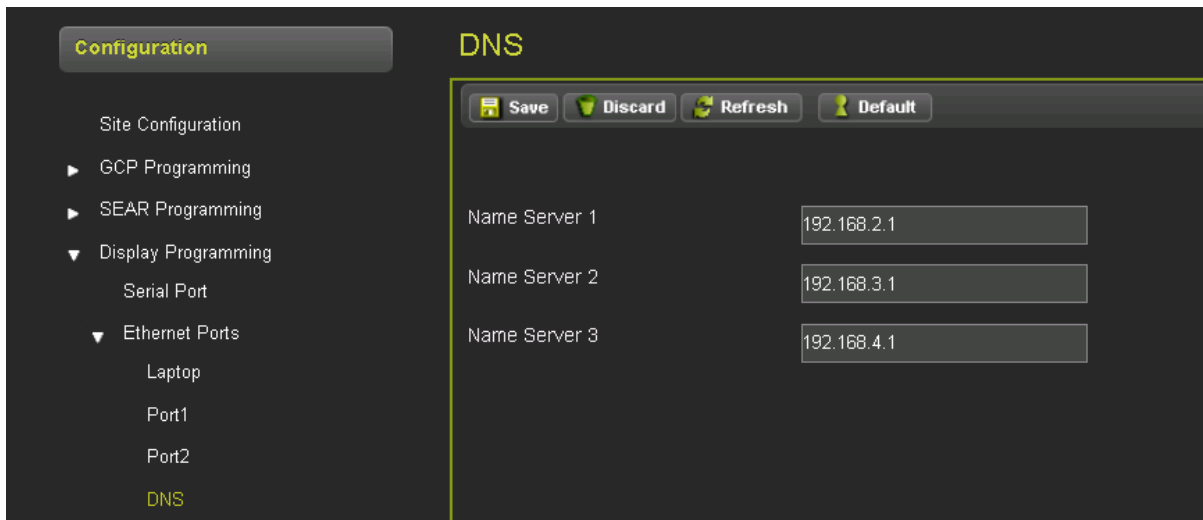 Configuration
Site Configuration
GCP Programming
SEAR Programming
Display Programming
Serial Port
Ethernet Ports
Laptop
Port1
Port2
DNS
DNS
Save Discard Refresh Default
Name Server 1 192.168.2.1
Name Server 2 192.168.3.1
Name Server 3 192.168.4.1